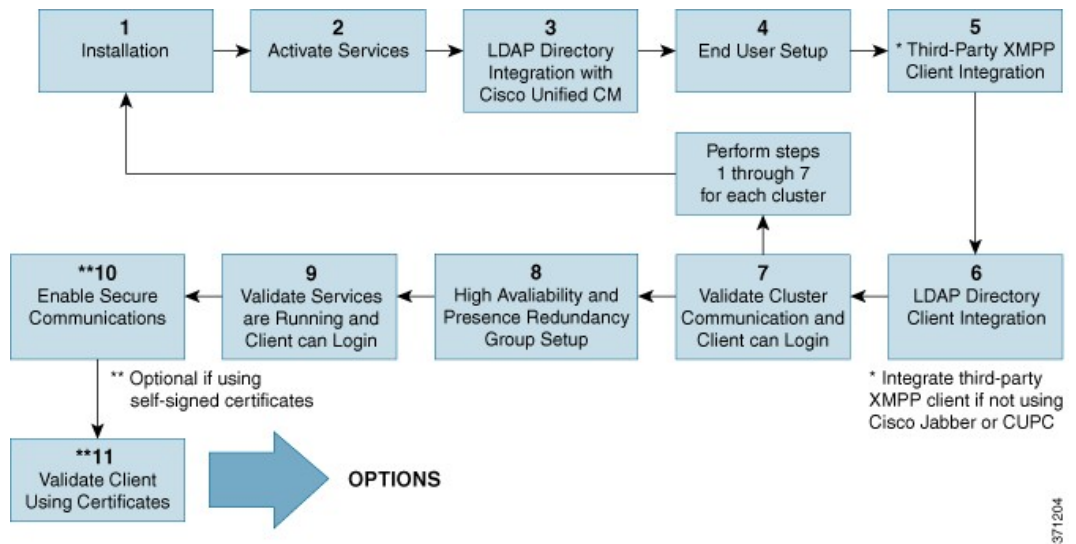 1
Installation
2
Activate Services
3
LDAP Directory
Integration with
Cisco Unified CM
4
End User Setup
5
* Third-Party XMPP
Client Integration
Perform steps
1 through 7
for each cluster
**10
Enable Secure
Communications
9
Validate Services
are Running and
Client can Login
8
High Avaliability and
Presence Redundancy
Group Setup
7
Validate Cluster
Communication and
Client can Login
6
LDAP Directory
Client Integration
** Optional if using
self-signed certificates
* Integrate third-party
XMPP client if not using
Cisco Jabber or CUPC
**11
Validate Client
Using Certificates
OPTIONS
371204